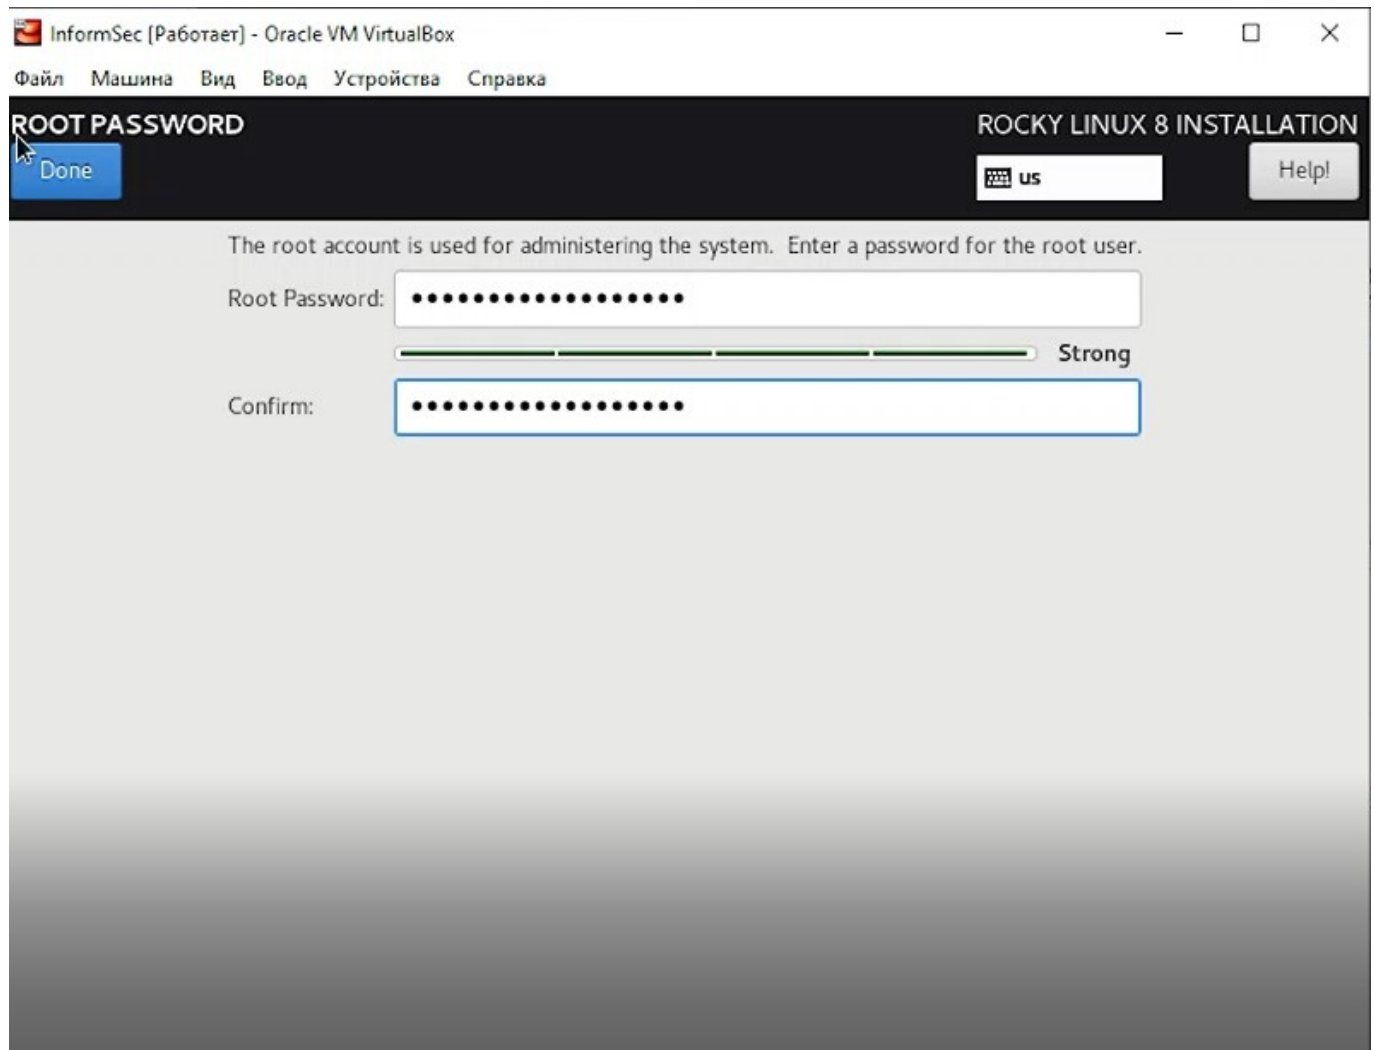 InformSec [Работает] - Oracle VM VirtualBox
Файл Машина Вид Ввод Устройства Справка
ROOT PASSWORD
ROCKY LINUX 8 INSTALLATION
Done
us
Help!
The root account is used for administering the system. Enter a password for the root user.
Root Password: ••••••••••••••••••
Strong
Confirm: ••••••••••••••••••